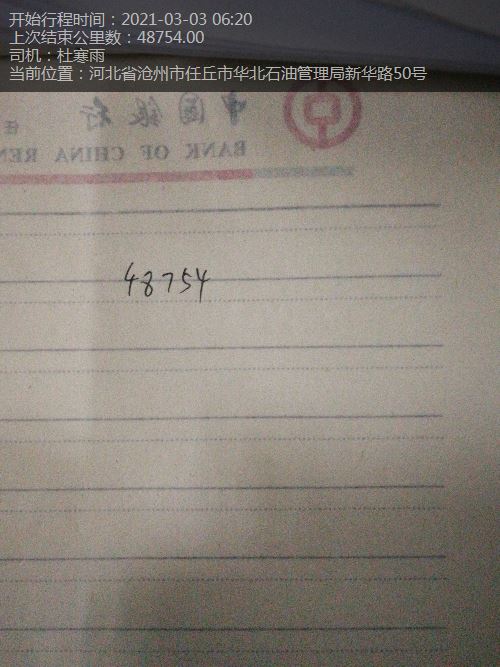 开始行程时间：2021-03-03 06:20
上次结束公里数：48754.00
司机：杜寒雨
当前位置：河北省沧州市任丘市华北石油管理局新华路50号
中国银行
BANK OF CHINA REN
48754